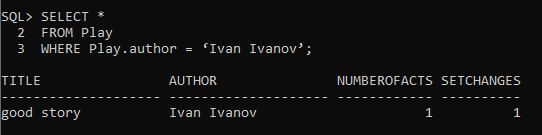 SQL> SELECT *
2 FROM Play
3 WHERE Play.author = ‘Ivan Ivanov’;
TITLE AUTHOR NUMBEROFACTS SETCHANGES
-------------------- -------------------- ------------ ----------
good story Ivan Ivanov 1 1